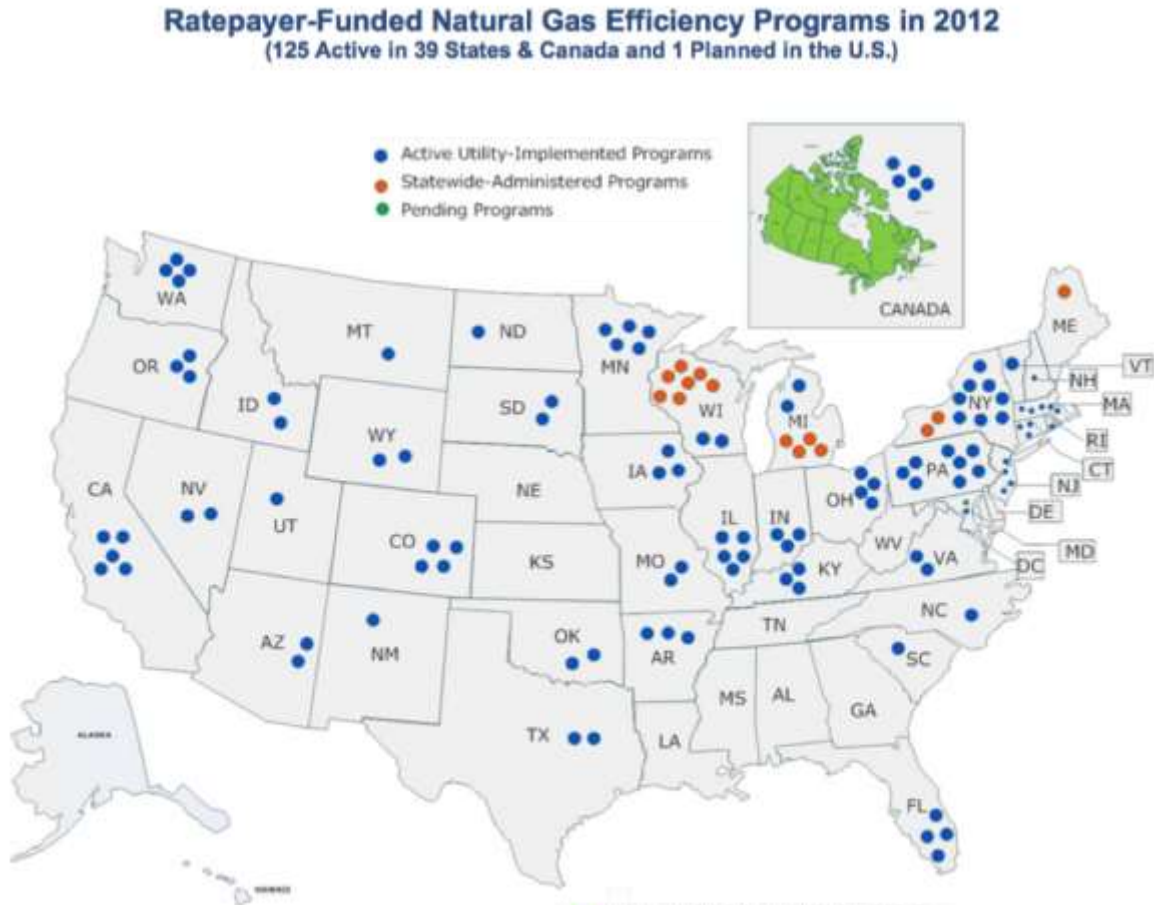 Ratepayer-Funded Natural Gas Efficiency Programs in 2012
(125 Active in 39 States & Canada and 1 Planned in the U.S.)
Active Utility-Implemented Programs
Statewide-Administered Programs
Pending Programs
CANADA
WA
MT
ND
MN
ME
OR
ID
SD
WI
MI
NY
VT
NH
MA
WY
RI
IA
PA
CT
CA
NV
NE
OH
NJ
UT
IL
IN
DE
CO
WV
MD
KS
MO
KY
VA
DC
NC
TN
AZ
NM
OK
AR
SC
MS
AL
GA
TX
LA
ALASKA
FL
HAWAII